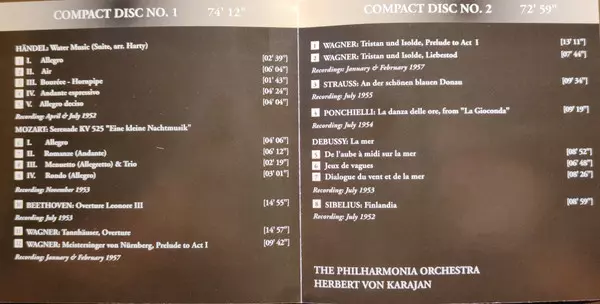 COMPACT DISC NO. 1 74' 12"
HÄNDEL: Water Music (Suite, arr. Harty)
1 I. Allegro [02' 39"]
2 II. Air [06' 04"]
3 III. Bourrée - Hornpipe [01' 43"]
4 IV. Andante espressivo [04' 24"]
5 V. Allegro deciso [04' 04"]
Recording: April & July 1952
MOZART: Serenade KV 525 "Eine kleine Nachtmusik"
6 I. Allegro [04' 06"]
7 II. Romanze (Andante) [06' 12"]
8 III. Menuetto (Allegretto) & Trio [02' 19"]
9 IV. Rondo (Allegro) [03' 01"]
Recording: November 1953
10 BEETHOVEN: Overture Leonore III [14' 55"]
Recording: July 1953
11 WAGNER: Tannhäuser, Overture [14' 57"]
12 WAGNER: Meistersinger von Nürnberg, Prelude to Act I [09' 42"]
Recording: January & February 1957
COMPACT DISC NO. 2 72' 59"
1 WAGNER: Tristan und Isolde, Prelude to Act I [13' 11"]
2 WAGNER: Tristan und Isolde, Liebestod [07' 44"]
Recordings: January & February 1957
3 STRAUSS: An der schönen blauen Donau [09' 34"]
Recording: July 1955
4 PONCHIELLI: La danza delle ore, from "La Gioconda" [09' 19"]
Recording: July 1954
DEBUSSY: La mer
5 De l'aube à midi sur la mer [08' 52"]
6 Jeux de vagues [06' 48"]
7 Dialogue du vent et de la mer [08' 26"]
Recording: July 1953
8 SIBELIUS: Finlandia [08' 59"]
Recording: July 1952
THE PHILHARMONIA ORCHESTRA
HERBERT VON KARAJAN